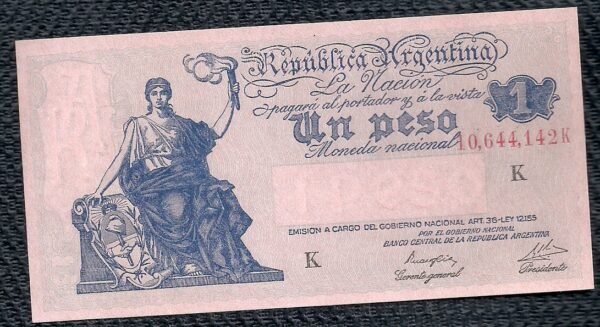 República Argentina
La Nación
pagará al portador y á la vista
1
Un peso
Moneda nacional
10,644,142K
K
EMISION A CARGO DEL GOBIERNO NACIONAL ART. 36-LEY 12.155
POR EL GOBIERNO NACIONAL
BANCO CENTRAL DE LA REPUBLICA ARGENTINA
K
Gerente general
Presidente